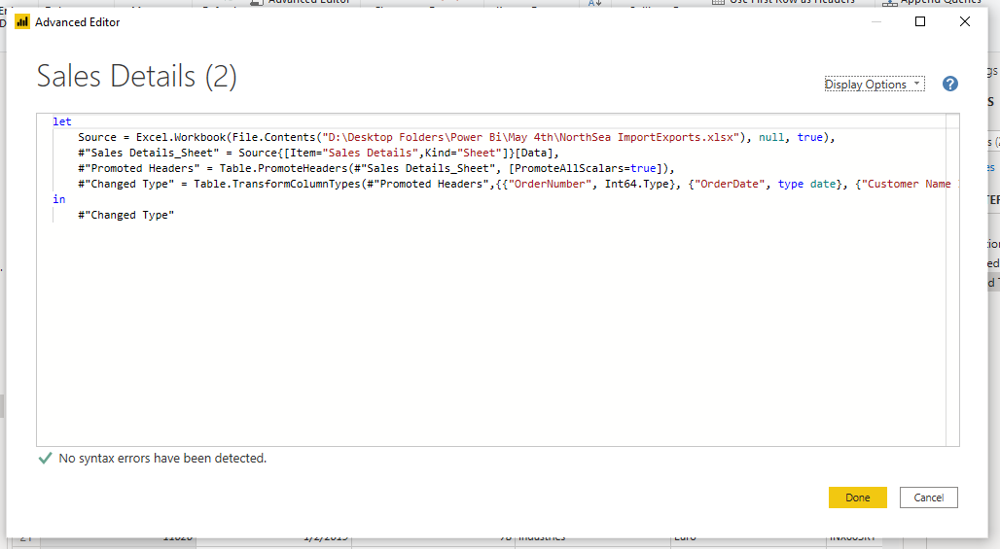 Advanced Editor
Sales Details (2)
Display Options
let
Source = Excel.Workbook(File.Contents("D:\Desktop Folders\Power Bi\May 4th\NorthSea ImportExports.xlsx"), null, true),
#"Sales Details_Sheet" = Source{[Item="Sales Details",Kind="Sheet"]}[Data],
#"Promoted Headers" = Table.PromoteHeaders(#"Sales Details_Sheet", [PromoteAllScalars=true]),
#"Changed Type" = Table.TransformColumnTypes(#"Promoted Headers",{{"OrderNumber", Int64.Type}, {"OrderDate", type date}, {"Customer Name
in
#"Changed Type"
No syntax errors have been detected.
Done
Cancel